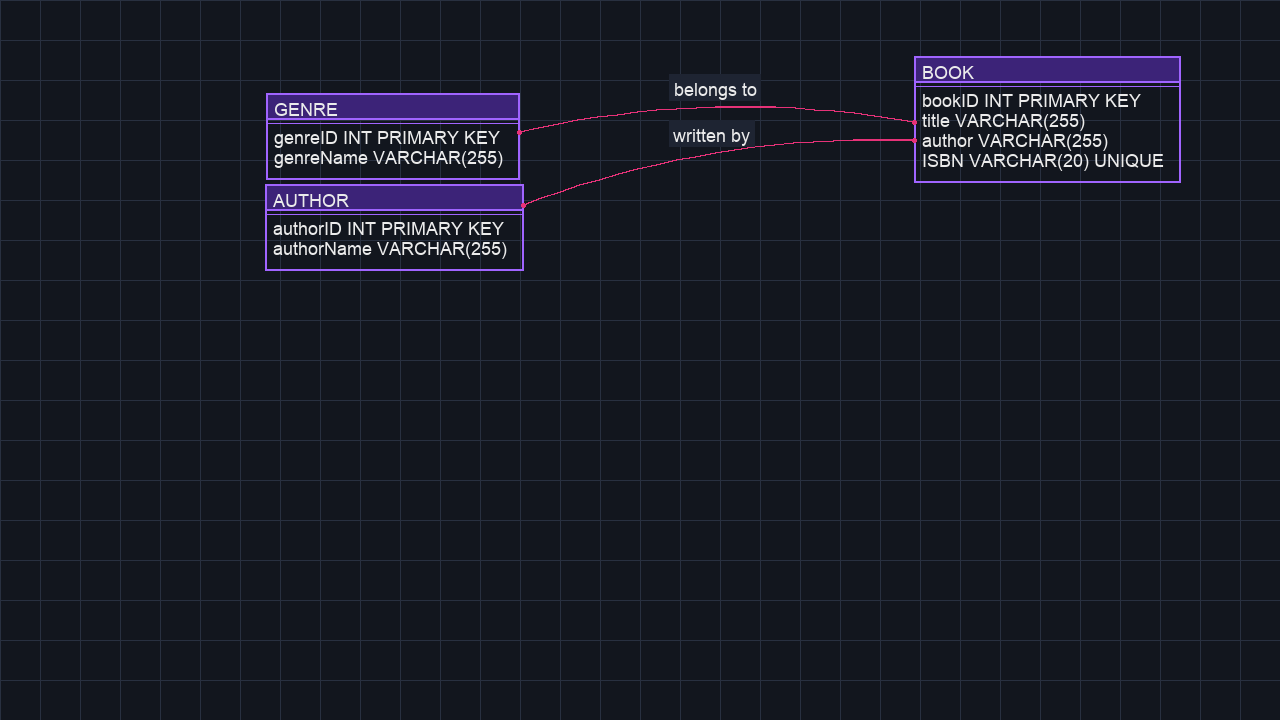 GENRE
genreID INT PRIMARY KEY
genreName VARCHAR(255)
AUTHOR
authorID INT PRIMARY KEY
authorName VARCHAR(255)
belongs to
written by
BOOK
bookID INT PRIMARY KEY
title VARCHAR(255)
author VARCHAR(255)
ISBN VARCHAR(20) UNIQUE